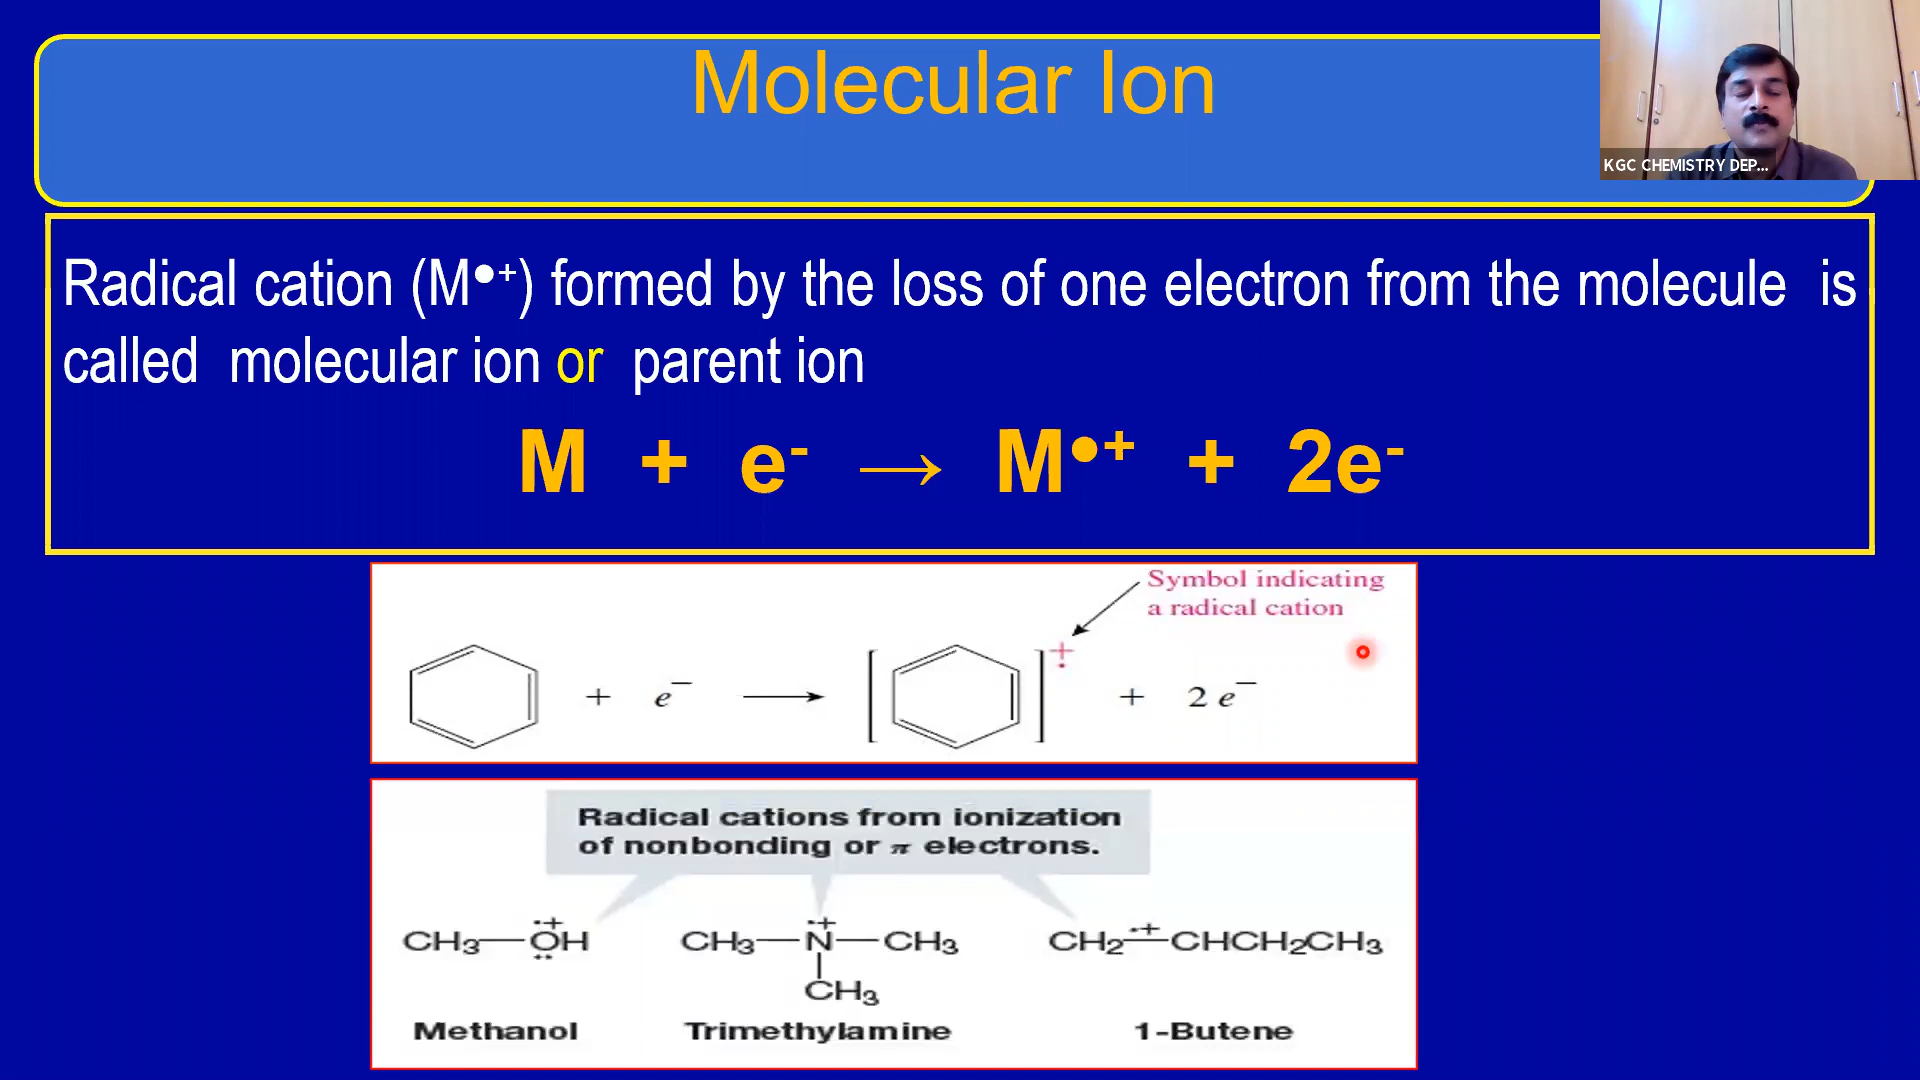 Molecular Ion
KGC CHEMISTRY DEP...
Radical cation (M•+) formed by the loss of one electron from the molecule is
called molecular ion or parent ion
M + e- → M•+ + 2e-
Symbol indicating
a radical cation
+ e− → [ ]+• + 2 e−
Radical cations from ionization
of nonbonding or π electrons.
CH3—OH•+ CH3—N•+—CH3 CH2•+—CHCH2CH3
CH3
Methanol Trimethylamine 1-Butene